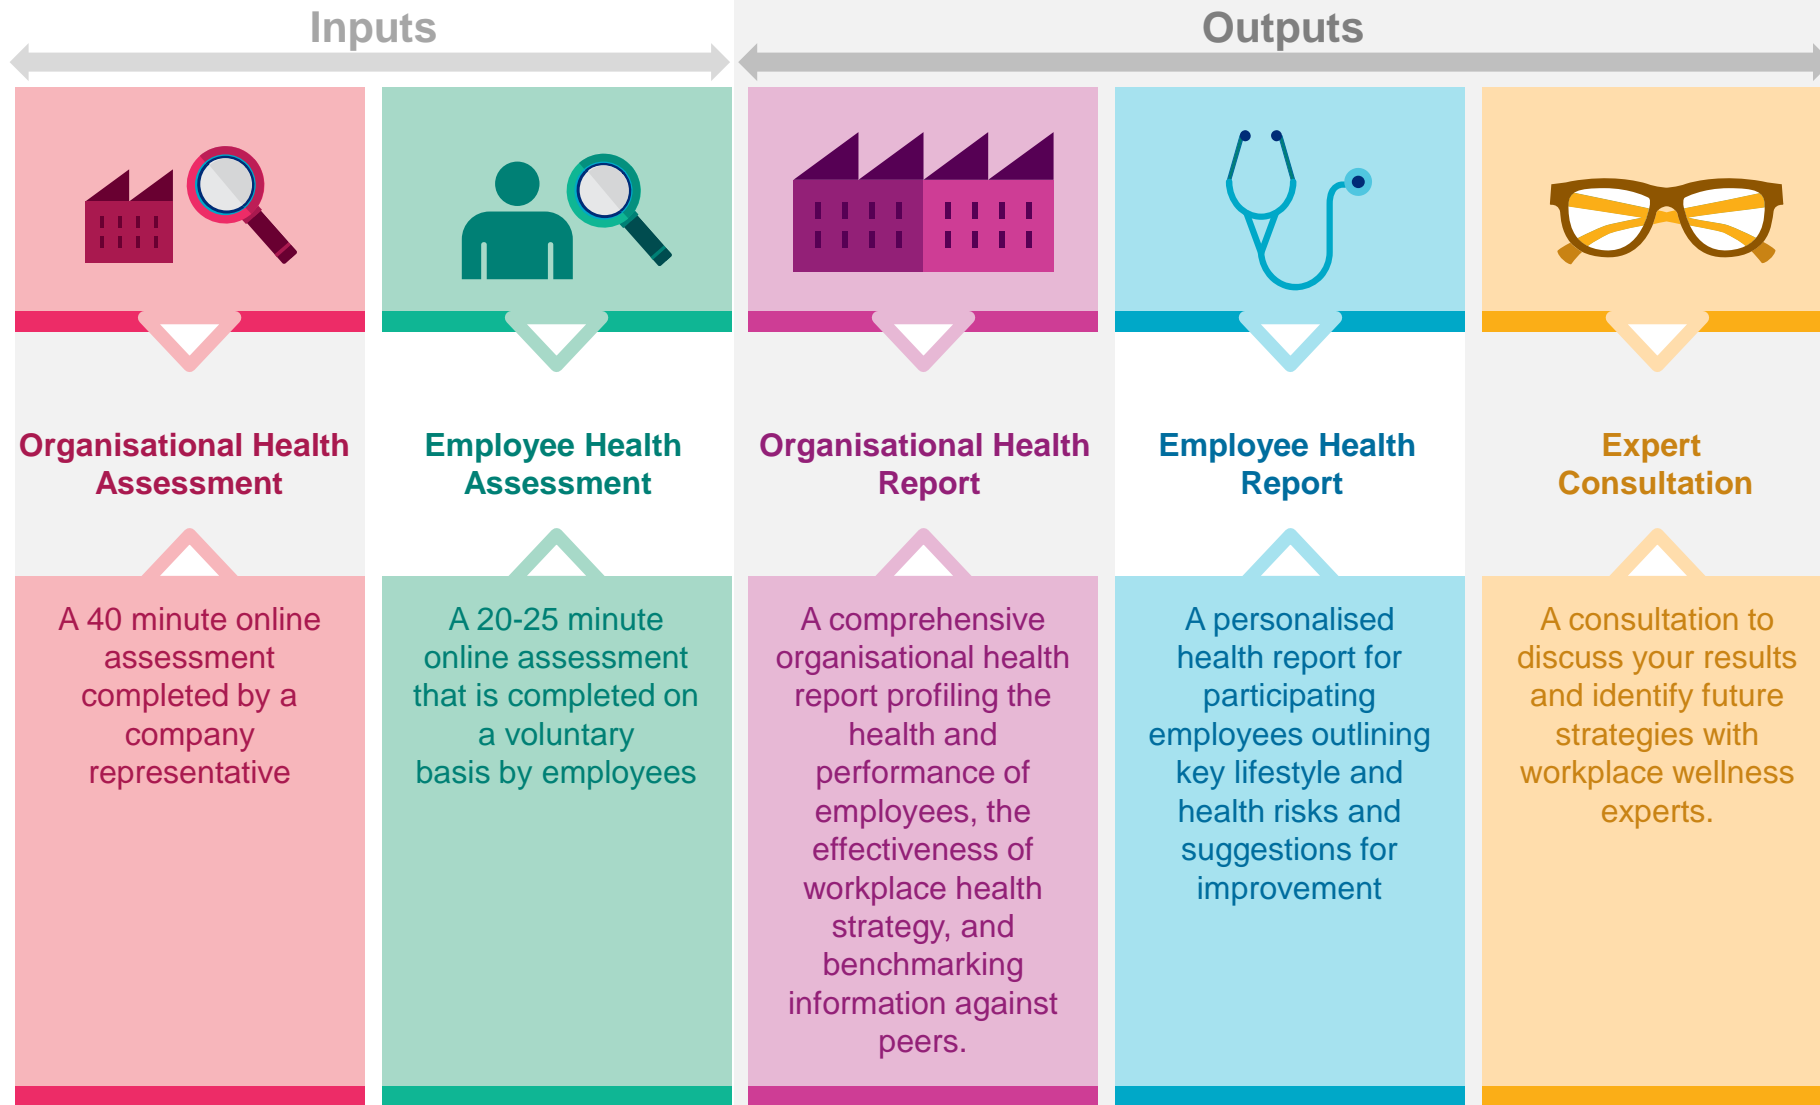 Inputs
Outputs
Organisational Health
Assessment
Employee Health
Assessment
Organisational Health
Report
Employee Health
Report
Expert
Consultation
A 40 minute online
assessment
completed by a
company
representative
A 20-25 minute
online assessment
that is completed on
a voluntary
basis by employees
A comprehensive
organisational health
report profiling the
health and
performance of
employees, the
effectiveness of
workplace health
strategy, and
benchmarking
information against
peers.
A personalised
health report for
participating
employees outlining
key lifestyle and
health risks and
suggestions for
improvement
A consultation to
discuss your results
and identify future
strategies with
workplace wellness
experts.